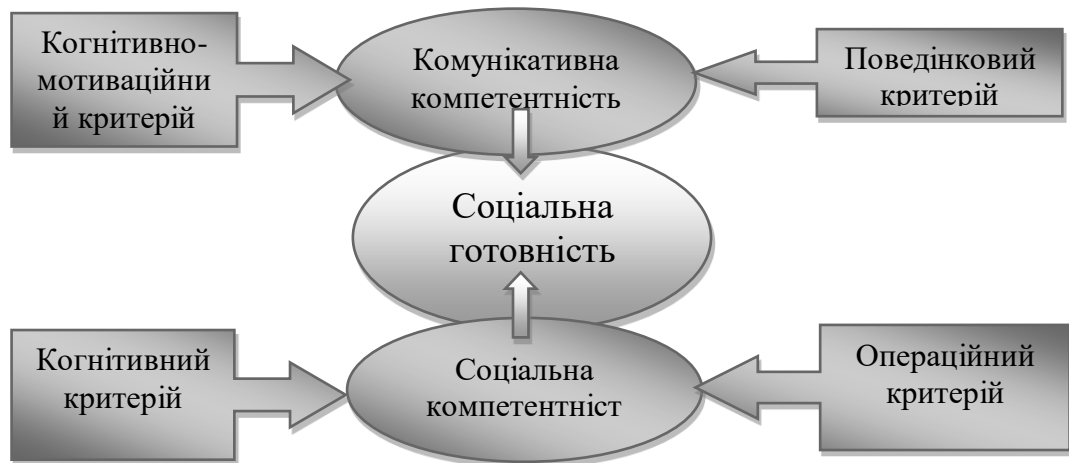 Когнітивно-
мотиваційни
й критерій
Комунікативна
компетентність
Поведінковий
критерій
Соціальна
готовність
Когнітивний
критерій
Соціальна
компетентніст
Операційний
критерій